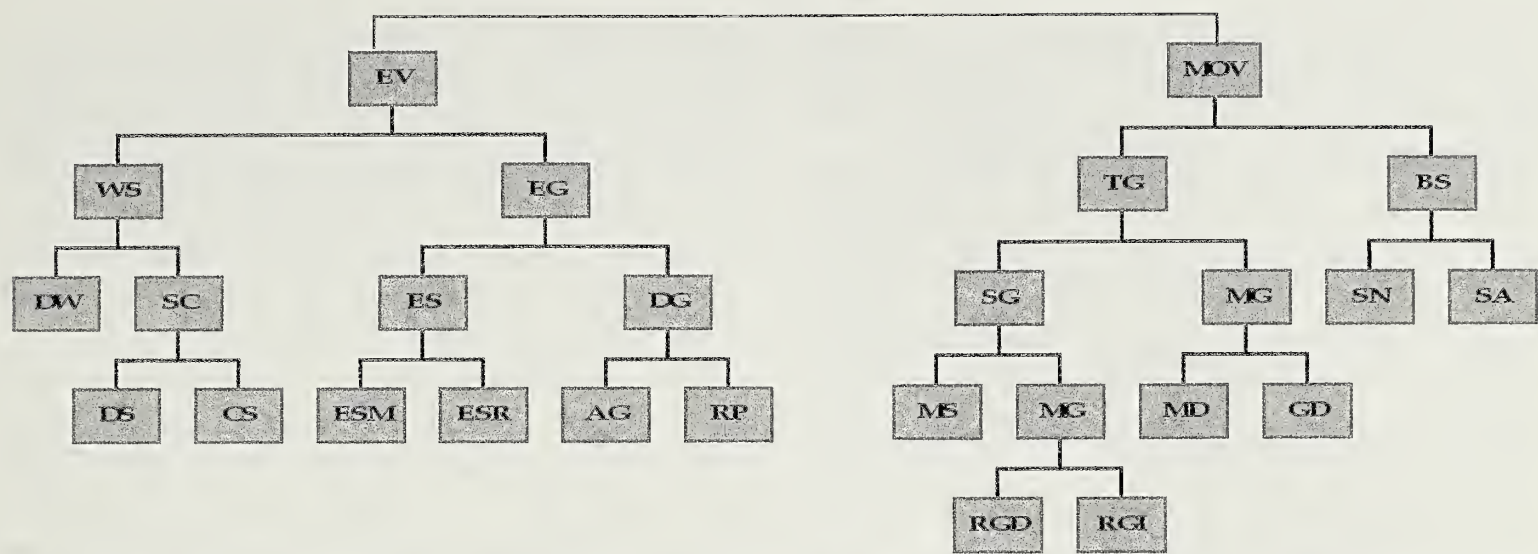 EV MOV
WS EG TG BS
DW SC ES DG SG MG SN SA
DS CS ESM ESR AG RP MS MG MD GD
RGD RGI